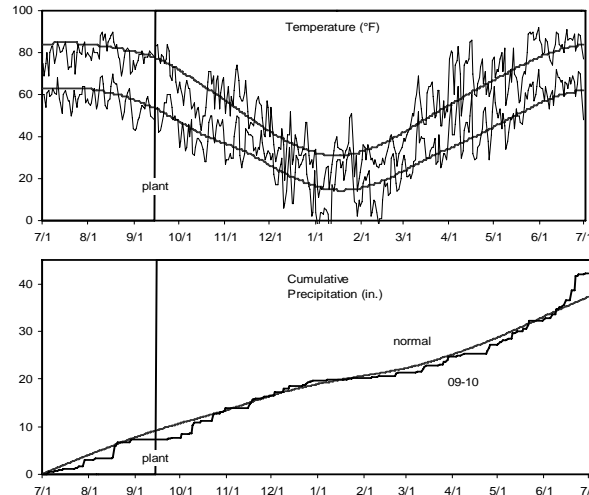 100
Temperature (°F)
80
60
40
20
plant
0
7/1 8/1 9/1 10/1 11/1 12/1 1/1 2/1 3/1 4/1 5/1 6/1 7/1
Cumulative
Precipitation (in.)
40
normal
30
20
09-10
10
plant
0
7/1 8/1 9/1 10/1 11/1 12/1 1/1 2/1 3/1 4/1 5/1 6/1 7/